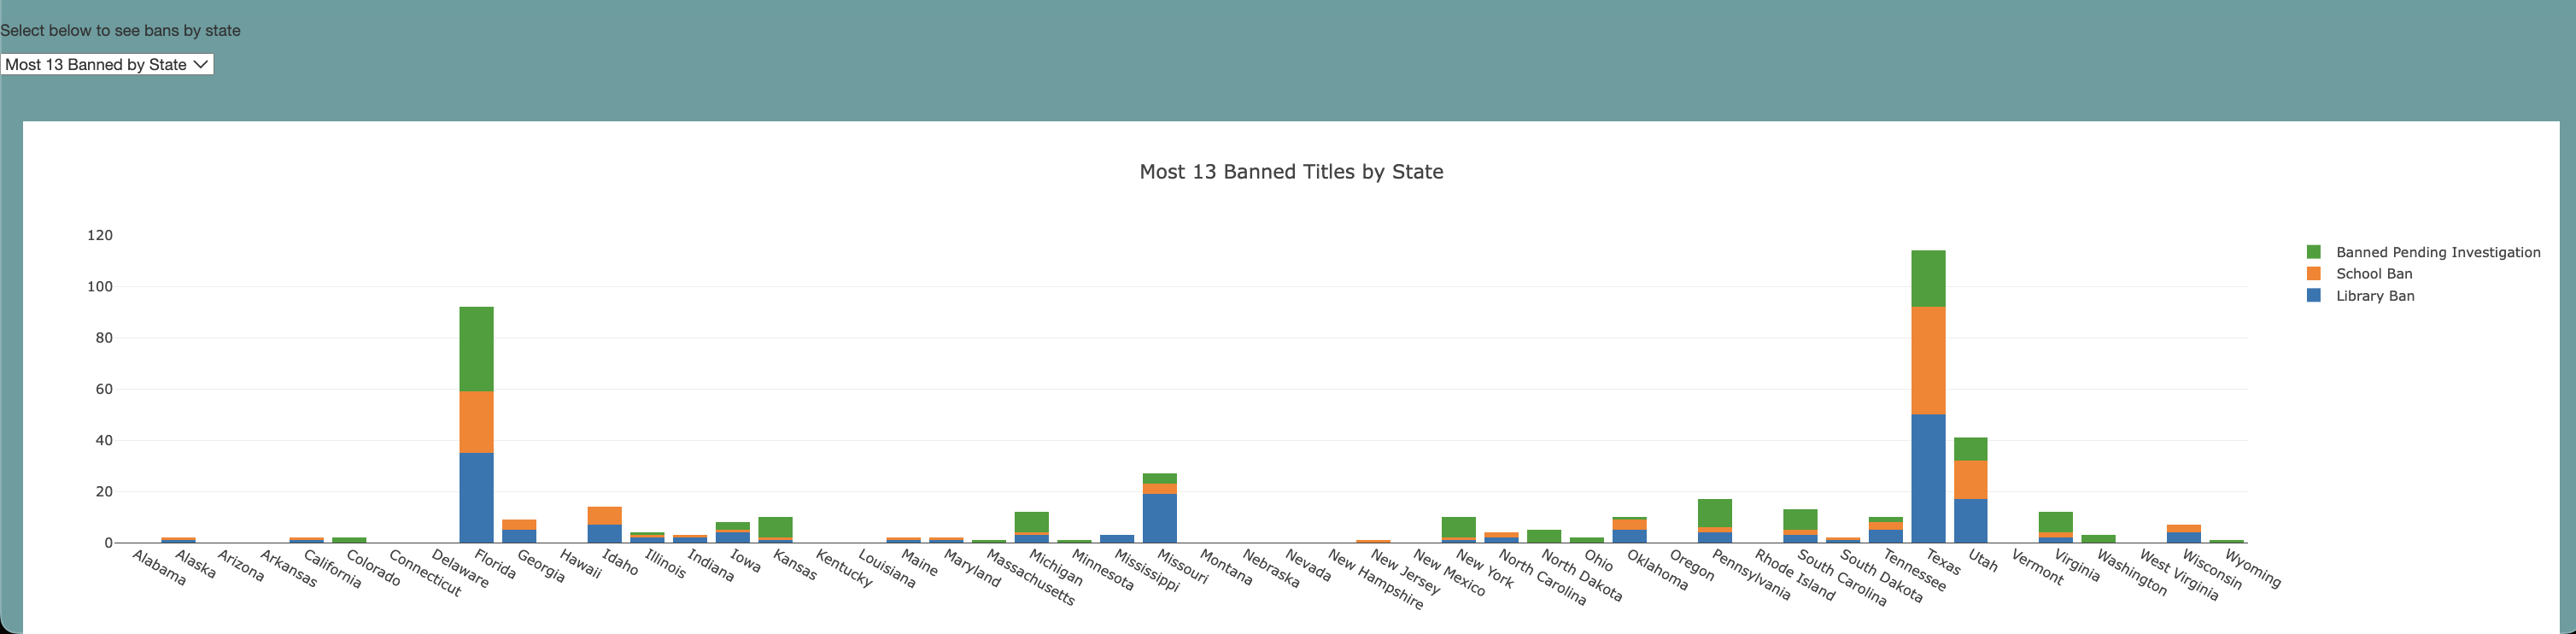 Select below to see bans by state
Most 13 Banned by State
Most 13 Banned Titles by State
120
100
80
60
40
20
0
Banned Pending Investigation
School Ban
Library Ban
Alabama
Alaska
Arizona
Arkansas
California
Colorado
Connecticut
Delaware
Florida
Georgia
Hawaii
Idaho
Illinois
Indiana
Iowa
Kansas
Kentucky
Louisiana
Maine
Maryland
Massachusetts
Michigan
Minnesota
Mississippi
Missouri
Montana
Nebraska
Nevada
New Hampshire
New Jersey
New Mexico
New York
North Carolina
North Dakota
Ohio
Oklahoma
Oregon
Pennsylvania
Rhode Island
South Carolina
South Dakota
Tennessee
Texas
Utah
Vermont
Virginia
Washington
West Virginia
Wisconsin
Wyoming